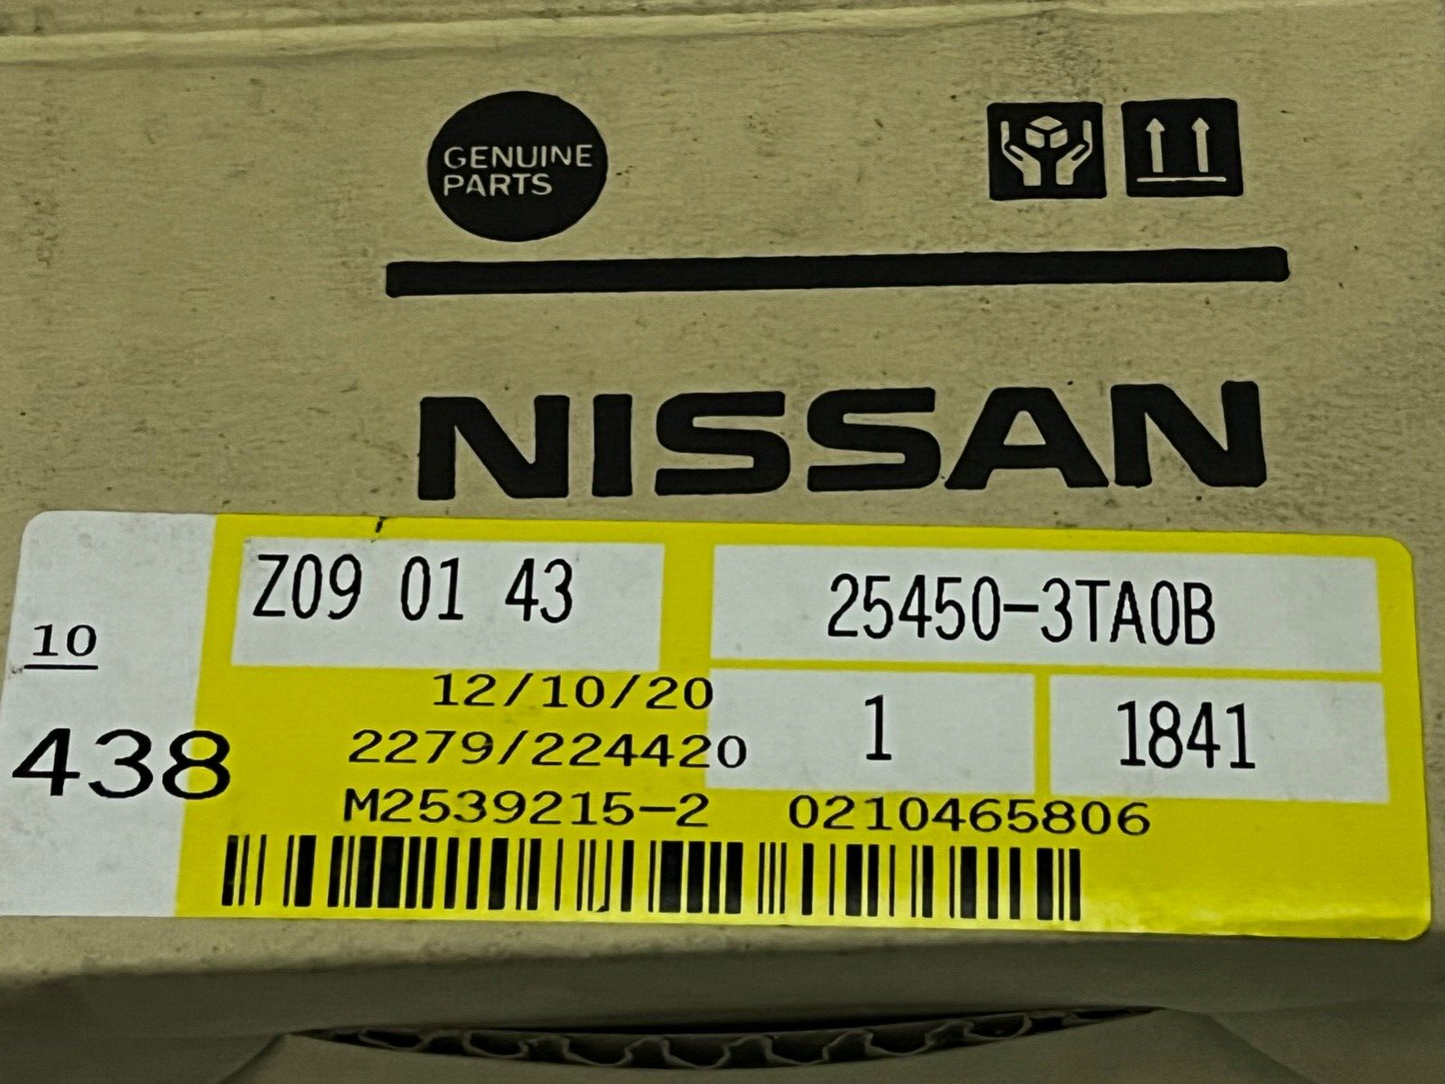 GENUINE
PARTS
NISSAN
Z09 01 43
25450-3TA0B
10
12/10/20
1
1841
438
2279/224420
M2539215-2 0210465806